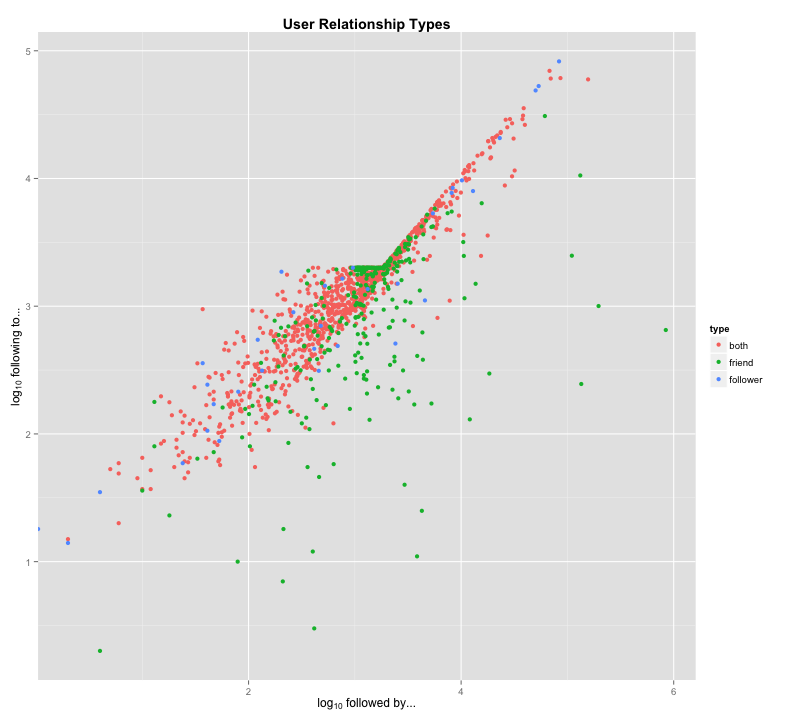 User Relationship Types
log10 following to...
5
4
3
2
1
2
4
6
log10 followed by...
type
both
friend
follower